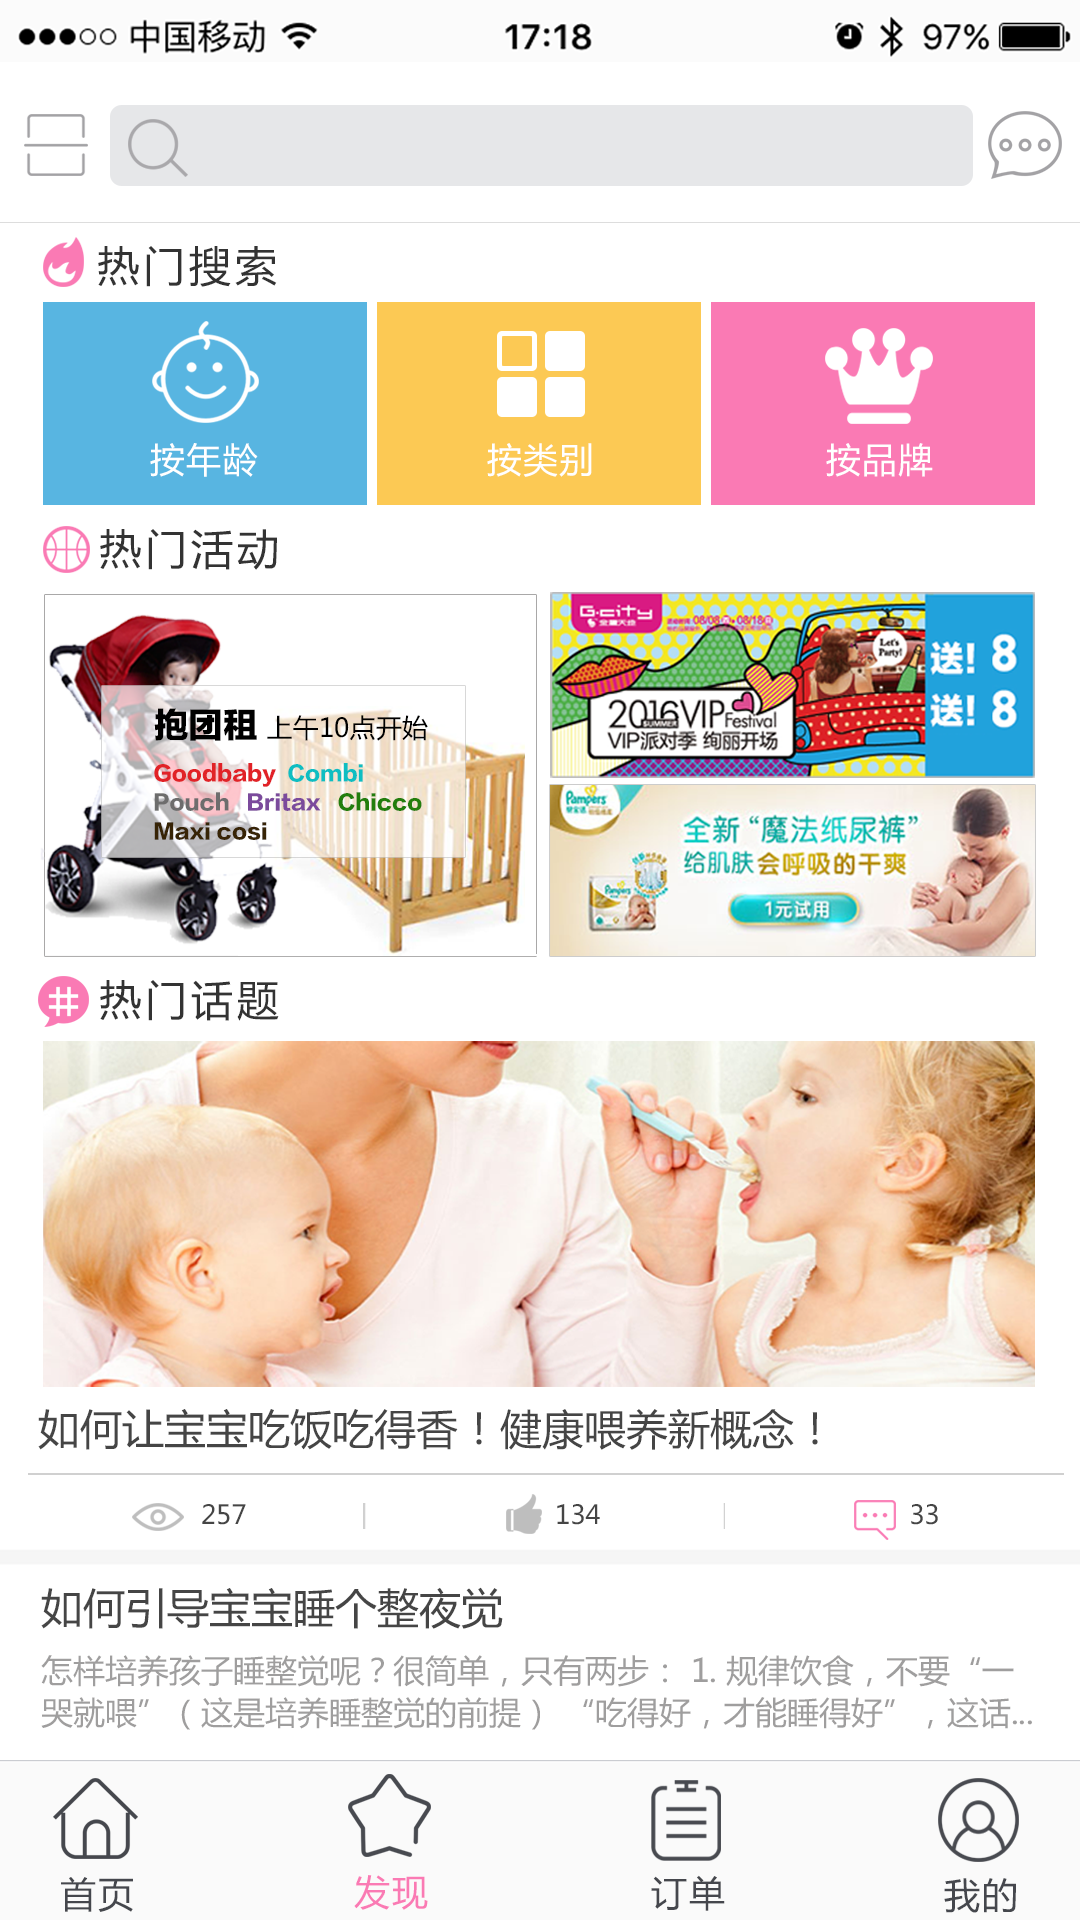 中国移动
17:18
97%
热门搜索
按年龄
按类别
按品牌
热门活动
抱团租 上午10点开始
Goodbaby Combi
Pouch Britax Chicco
Maxi cosi
G-city
08/08 08/18
Let's
Party!
2016VIP Festival
SUMMER
VIP派对季 绚丽开场
送! 8
送! 8
Pampers
全新“魔法纸尿裤”
给肌肤会呼吸的干爽
Pampers
1元试用
热门话题
如何让宝宝吃饭吃得香！健康喂养新概念！
257
134
33
如何引导宝宝睡个整夜觉
怎样培养孩子睡整觉呢？很简单，只有两步： 1. 规律饮食，不要“一
哭就喂”（这是培养睡整觉的前提） “吃得好，才能睡得好” ，这话...
首页
发现
订单
我的